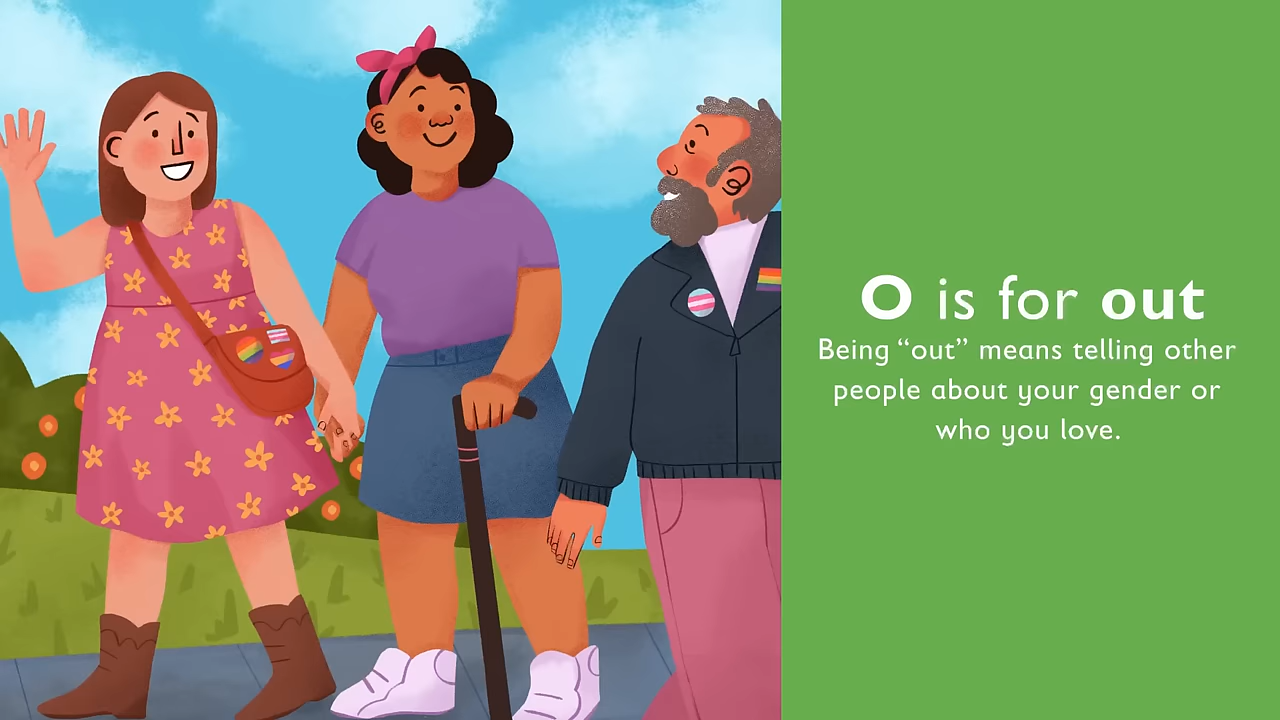 O is for out
Being “out” means telling other
people about your gender or
who you love.